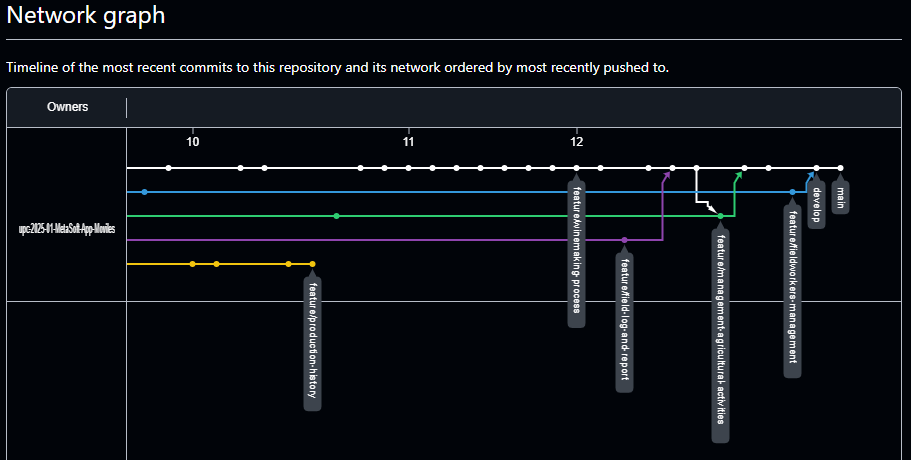 Network graph
Timeline of the most recent commits to this repository and its network ordered by most recently pushed to.
Owners
10
11
12
upc-2025-01-MetaSoft-App-Moviles
feature/production-history
feature/winemaking-process
feature/field-log-and-report
feature/management-agricultural-activities
feature/fieldworkers-management
develop
main